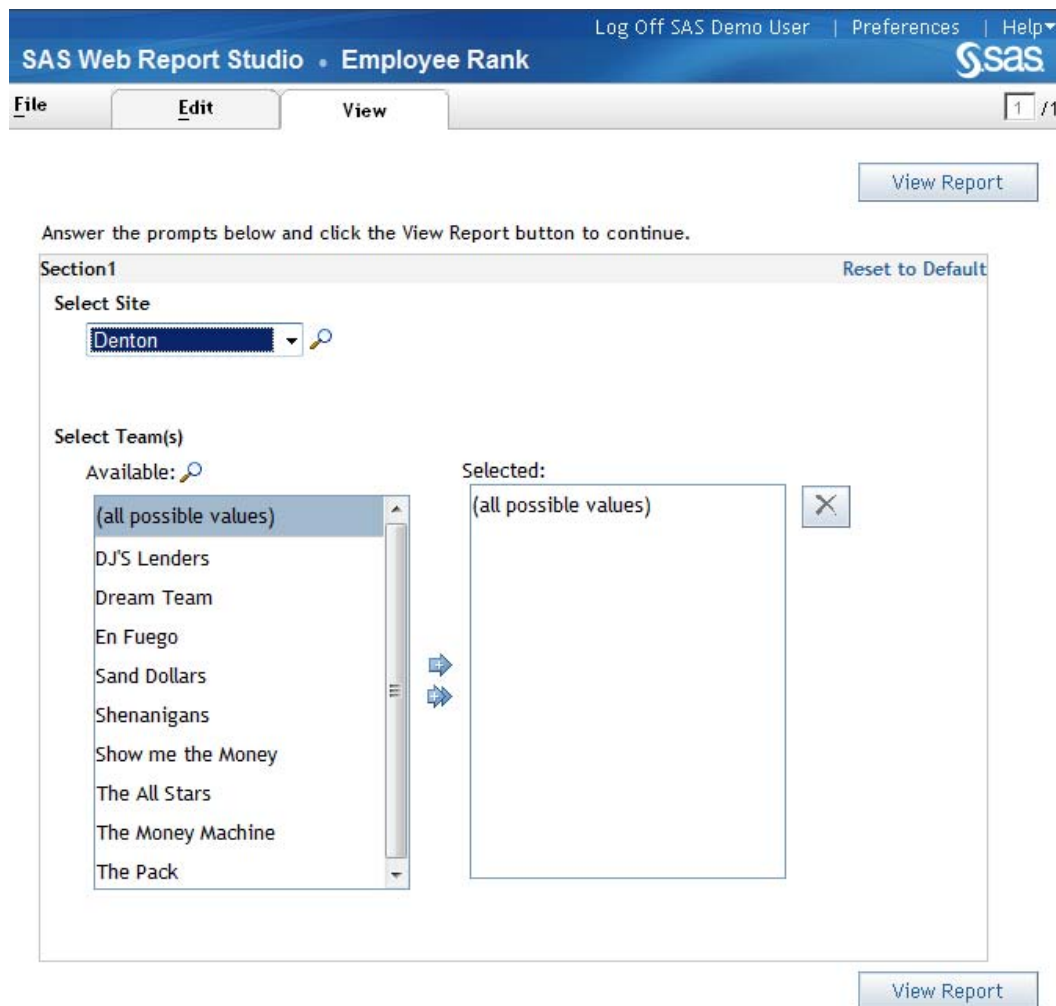 Log Off SAS Demo User | Preferences | Help
SAS Web Report Studio • Employee Rank
sas
File Edit View 1 /1
View Report
Answer the prompts below and click the View Report button to continue.
Section1 Reset to Default
Select Site
Denton
Select Team(s)
Available: Selected:
(all possible values) (all possible values)
DJ'S Lenders
Dream Team
En Fuego
Sand Dollars
Shenanigans
Show me the Money
The All Stars
The Money Machine
The Pack
View Report